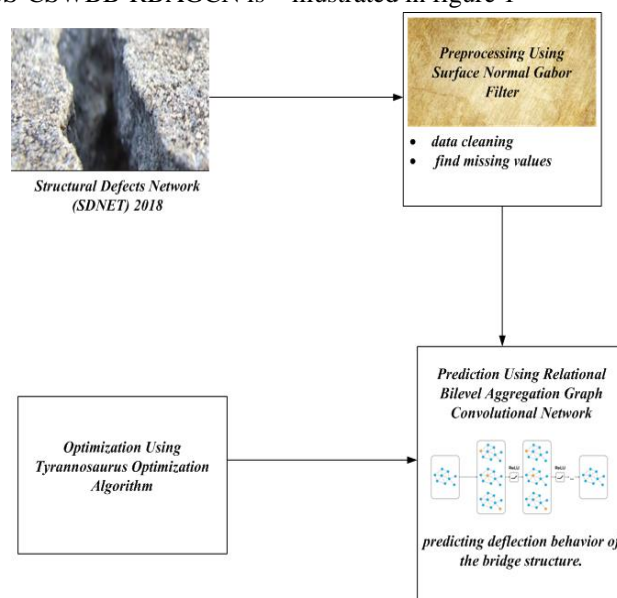 SS-CSWBD-RBAGCN is illustrated in figure 1
Preprocessing Using
Surface Normal Gabor
Filter
• data cleaning
• find missing values
Structural Defects Network
(SDNET) 2018
Prediction Using Relational
Bilevel Aggregation Graph
Convolutional Network
ReLU
ReLU
...
predicting deflection behavior of
the bridge structure.
Optimization Using
Tyrannosaurus Optimization
Algorithm